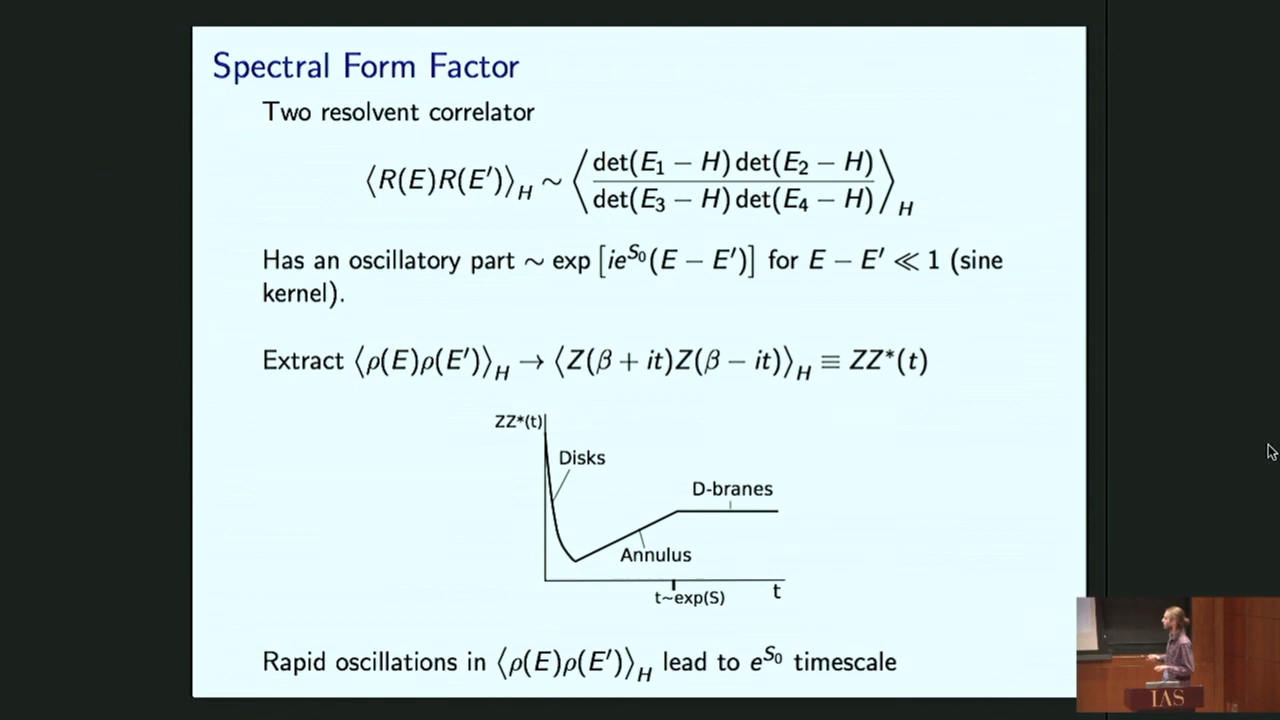 Spectral Form Factor
Two resolvent correlator
⟨R(E)R(E′)⟩_H ∼ ⟨ det(E₁ − H) det(E₂ − H) / det(E₃ − H) det(E₄ − H) ⟩_H
Has an oscillatory part ∼ exp [ie^{S₀}(E − E′)] for E − E′ ≪ 1 (sine
kernel).
Extract ⟨ρ(E)ρ(E′)⟩_H → ⟨Z(β + it)Z(β − it)⟩_H ≡ ZZ*(t)
ZZ*(t)
Disks
D-branes
Annulus
t~exp(S)
t
Rapid oscillations in ⟨ρ(E)ρ(E′)⟩_H lead to e^{S₀} timescale
IAS